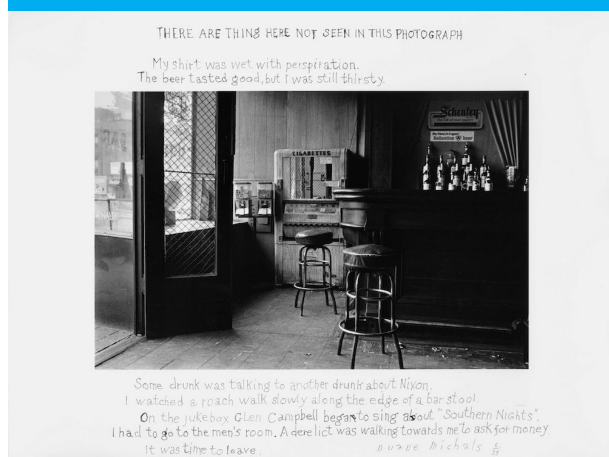 THERE ARE THING HERE NOT SEEN IN THIS PHOTOGRAPH
My shirt was wet with perspiration.
The beer tasted good, but I was still thirsty.
CIGARETTES
Schenley
Ballantine beer
Some drunk was talking to another drunk about Nixon.
I watched a roach walk slowly along the edge of a bar stool.
On the jukebox Glen Campbell began to sing about "Southern Nights".
I had to go to the men's room. A derelict was walking towards me to ask for money
It was time to leave.
Duane Michals